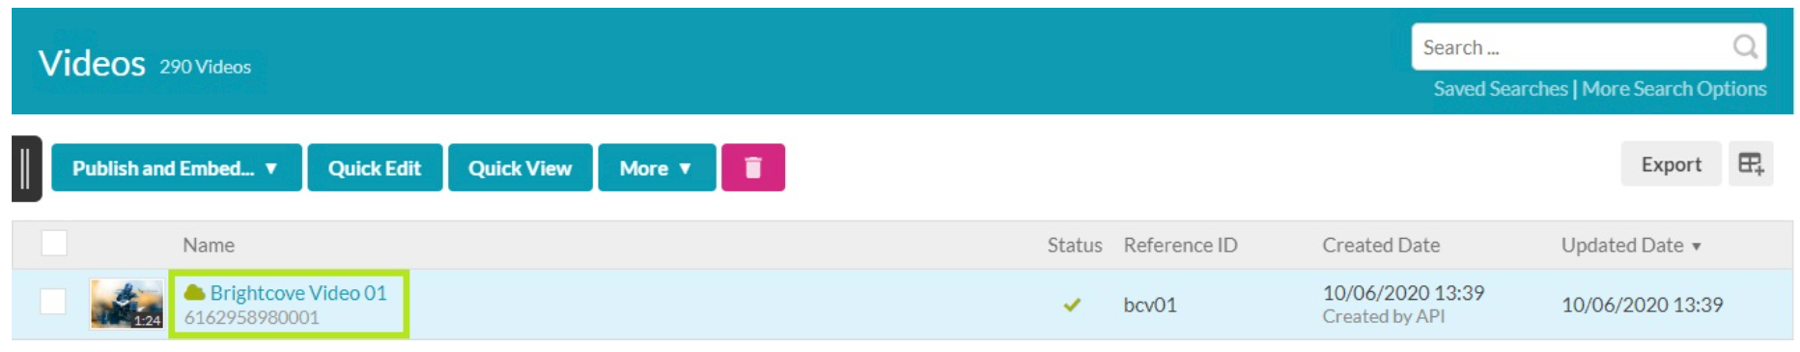 Videos 290 Videos
Search ...
Saved Searches | More Search Options
Publish and Embed... ▼ Quick Edit Quick View More ▼ Export
Name Status Reference ID Created Date Updated Date ▼
Brightcove Video 01
6162958980001
1:24
bcv01
10/06/2020 13:39
Created by API
10/06/2020 13:39